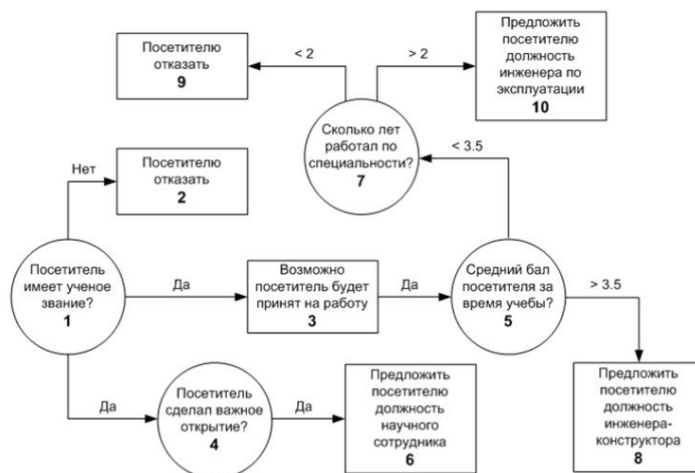 Посетителю
отказать
9
< 2
> 2
Предложить
посетителю
должность
инженера по
эксплуатации
10
Сколько лет
работал по
специальности?
7
< 3.5
Нет
Посетителю
отказать
2
Посетитель
имеет ученое
звание?
1
Да
Возможно
посетитель будет
принят на работу
3
Да
Средний бал
посетителя за
время учебы?
5
> 3.5
Да
Посетитель
сделал важное
открытие?
4
Да
Предложить
посетителю
должность
научного
сотрудника
6
Предложить
посетителю
должность
инженера-
конструктора
8